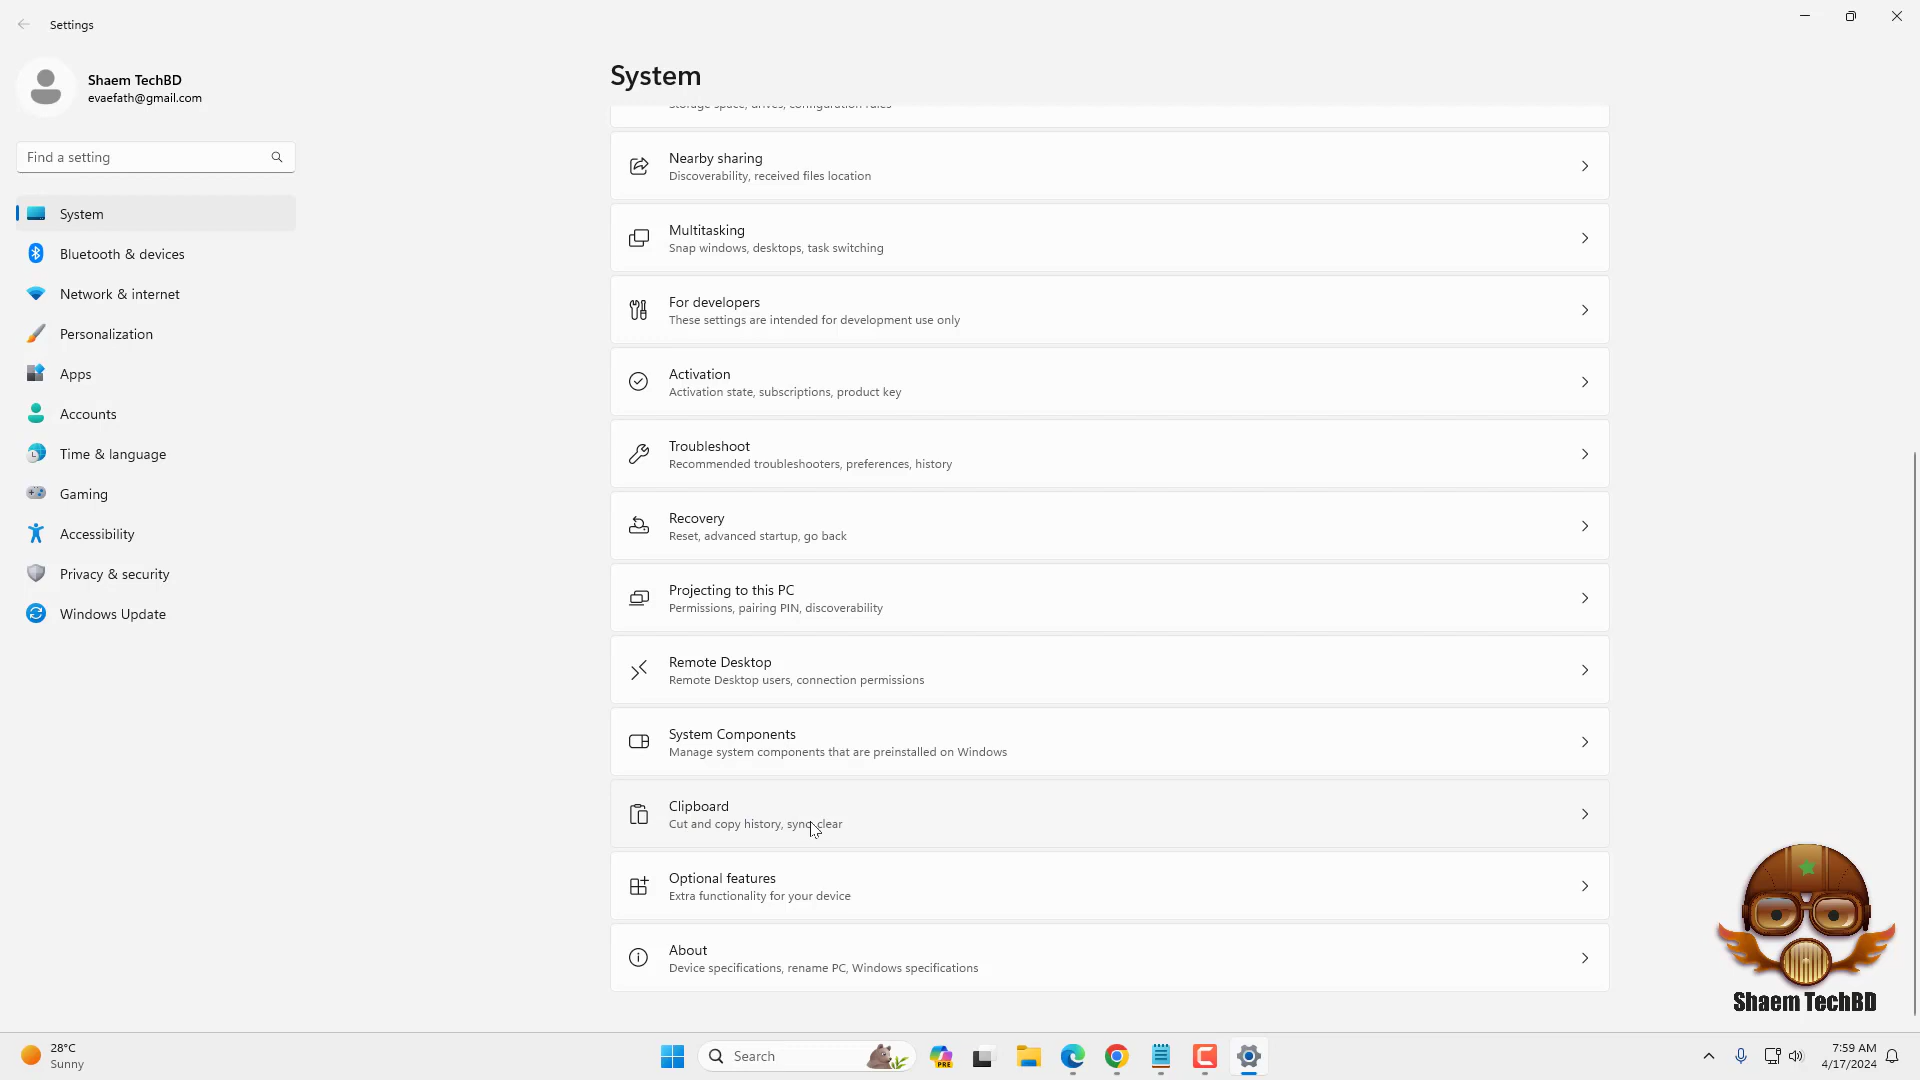 Settings
Shaem TechBD
evaefath@gmail.com
Find a setting
System
Bluetooth & devices
Network & internet
Personalization
Apps
Accounts
Time & language
Gaming
Accessibility
Privacy & security
Windows Update
System
Storage space, drives, configuration rules
Nearby sharing
Discoverability, received files location
Multitasking
Snap windows, desktops, task switching
For developers
These settings are intended for development use only
Activation
Activation state, subscriptions, product key
Troubleshoot
Recommended troubleshooters, preferences, history
Recovery
Reset, advanced startup, go back
Projecting to this PC
Permissions, pairing PIN, discoverability
Remote Desktop
Remote Desktop users, connection permissions
System Components
Manage system components that are preinstalled on Windows
Clipboard
Cut and copy history, sync, clear
Optional features
Extra functionality for your device
About
Device specifications, rename PC, Windows specifications
Shaem TechBD
28°C
Sunny
Search
PRE
7:59 AM
4/17/2024